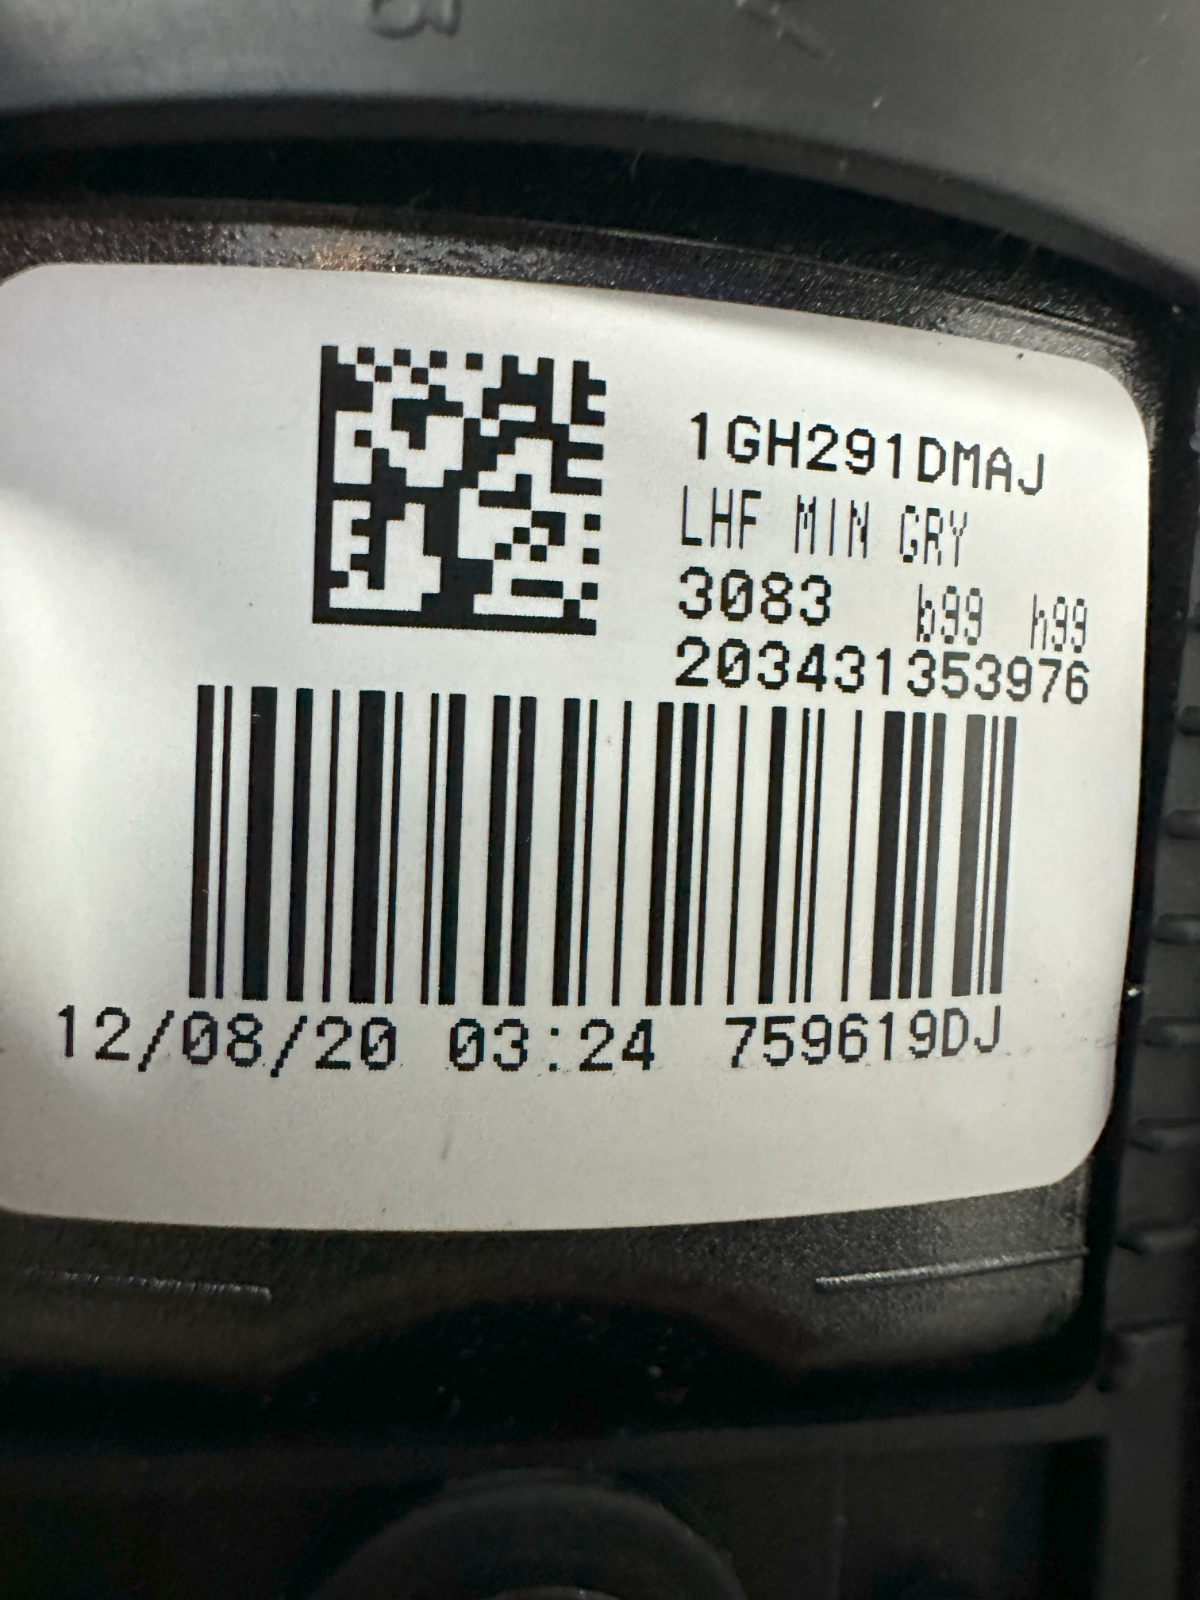 1GH291DMAJ
LHF MIN GRY
3083 b99 h99
203431353976
12/08/20 03:24 759619DJ